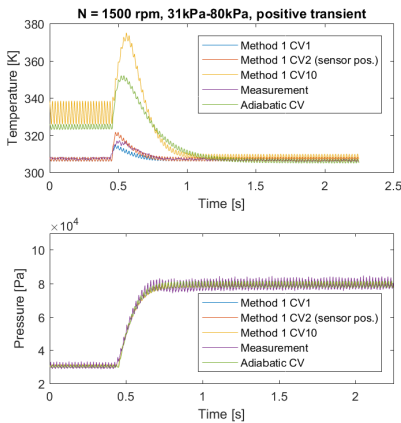 N = 1500 rpm, 31kPa-80kPa, positive transient
380
360
340
320
300
Temperature [K]
Method 1 CV1
Method 1 CV2 (sensor pos.)
Method 1 CV10
Measurement
Adiabatic CV
0 0.5 1 1.5 2 2.5
Time [s]
×10⁴
10
8
6
4
2
Pressure [Pa]
Method 1 CV1
Method 1 CV2 (sensor pos.)
Method 1 CV10
Measurement
Adiabatic CV
0 0.5 1 1.5 2
Time [s]